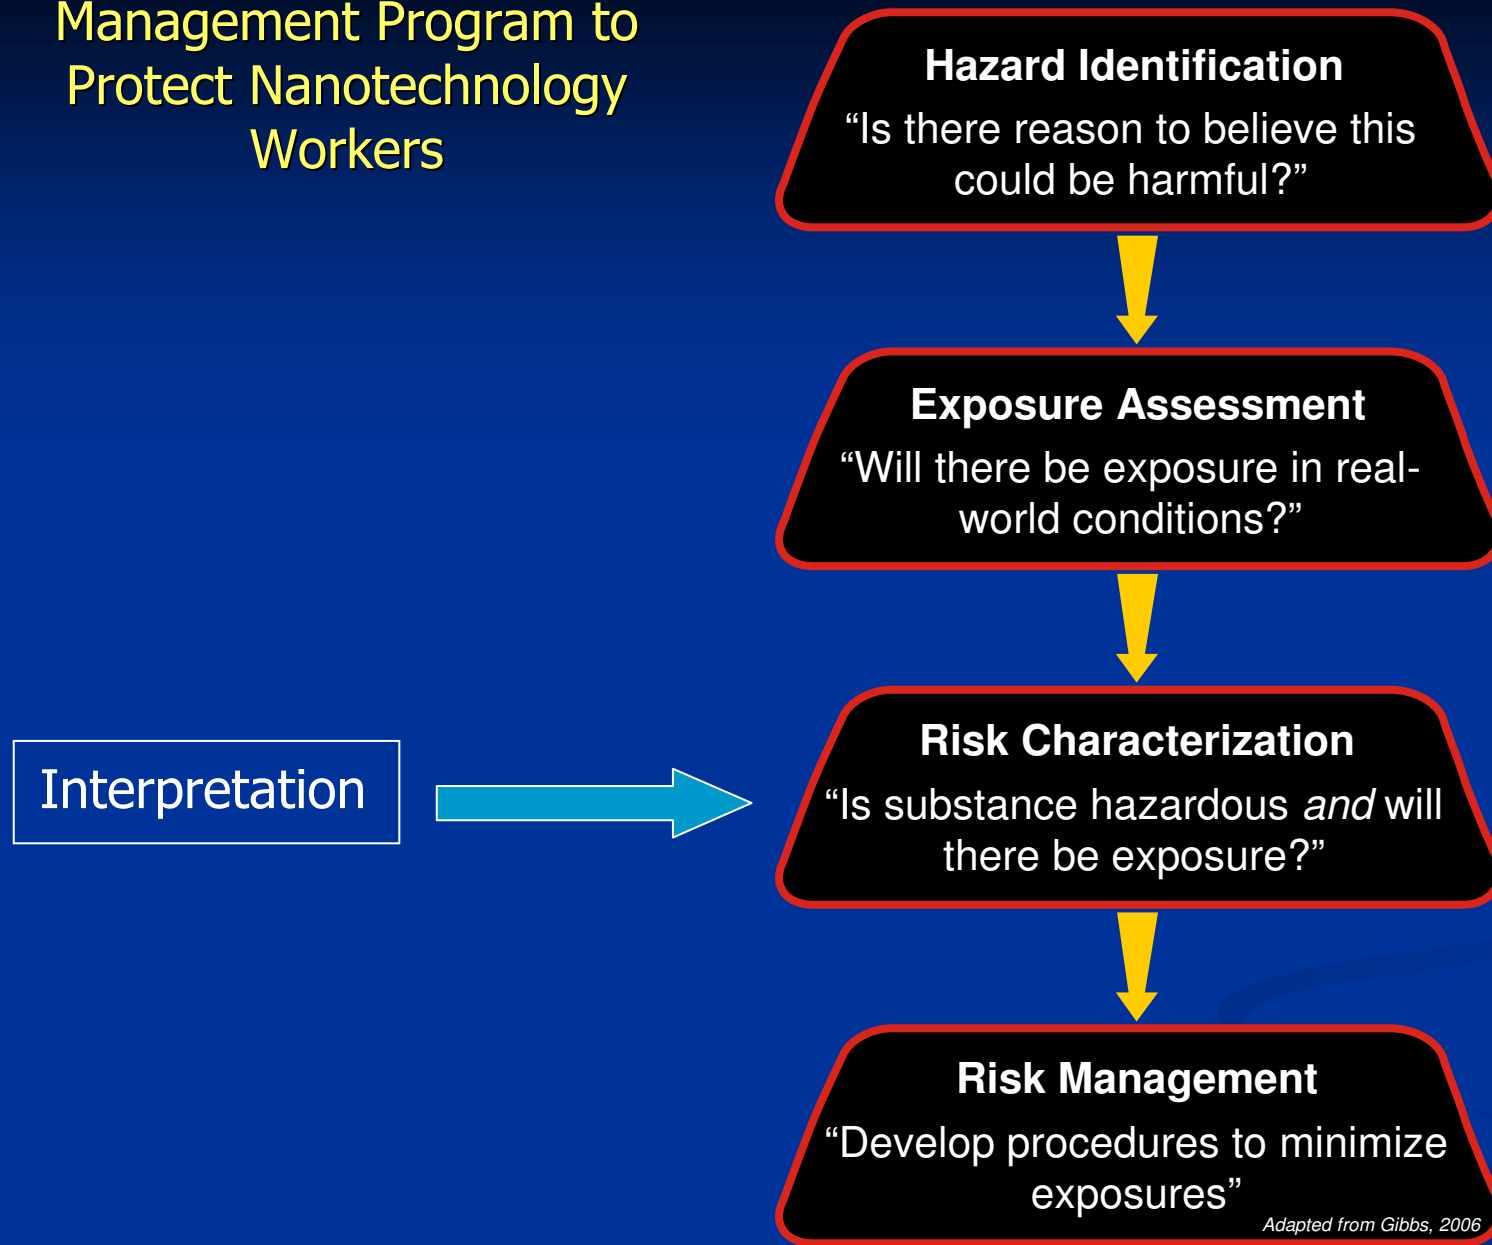 Management Program to
Protect Nanotechnology
Workers
Hazard Identification
“Is there reason to believe this
could be harmful?”
Exposure Assessment
“Will there be exposure in real-
world conditions?”
Interpretation
Risk Characterization
“Is substance hazardous and will
there be exposure?”
Risk Management
“Develop procedures to minimize
exposures”
Adapted from Gibbs, 2006